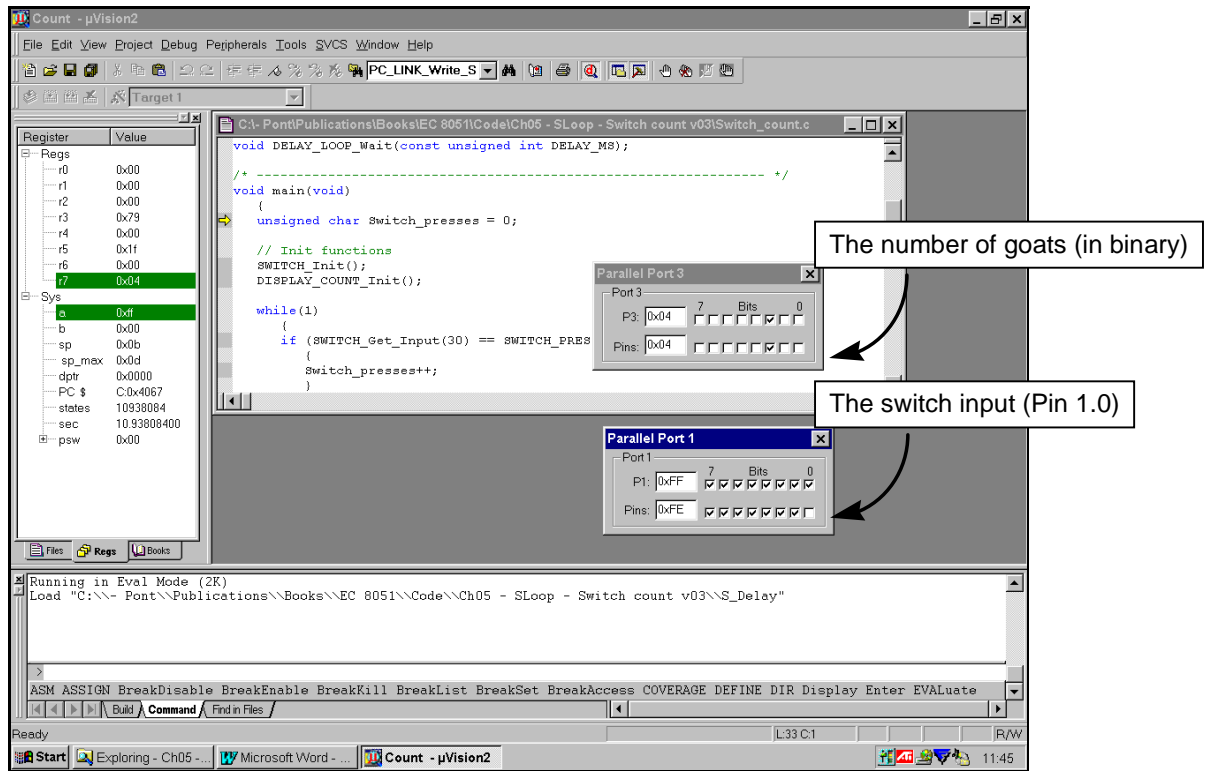 Count - µVision2
File Edit View Project Debug Peripherals Tools SVCS Window Help
PC_LINK_Write_S
Target 1
Register Value
Regs
r0 0x00
r1 0x00
r2 0x00
r3 0x79
r4 0x00
r5 0x1f
r6 0x00
r7 0x04
Sys
a 0xff
b 0x00
sp 0x0b
sp_max 0x0d
dptr 0x0000
PC $ C:0x4067
states 10938084
sec 10.93808400
psw 0x00
Files Regs Books
C:\- Pont\Publications\Books\EC 8051\Code\Ch05 - SLoop - Switch count v03\Switch_count.c
void DELAY_LOOP_Wait(const unsigned int DELAY_MS);
/* ---------------------------------------------------------------- */
void main(void)
{
unsigned char Switch_presses = 0;
// Init functions
SWITCH_Init();
DISPLAY_COUNT_Init();
while(1)
{
if (SWITCH_Get_Input(30) == SWITCH_PRES
{
Switch_presses++;
}
Parallel Port 3
Port 3
7 Bits 0
P3: 0x04
Pins: 0x04
The number of goats (in binary)
The switch input (Pin 1.0)
Parallel Port 1
Port 1
7 Bits 0
P1: 0xFF
Pins: 0xFE
Running in Eval Mode (2K)
Load "C:\\- Pont\\Publications\\Books\\EC 8051\\Code\\Ch05 - SLoop - Switch count v03\\S_Delay"
>
ASM ASSIGN BreakDisable BreakEnable BreakKill BreakList BreakSet BreakAccess COVERAGE DEFINE DIR Display Enter EVALuate
Build Command Find in Files
Ready L:33 C:1 R/W
Start Exploring - Ch05 -... Microsoft Word - ... Count - µVision2 11:45